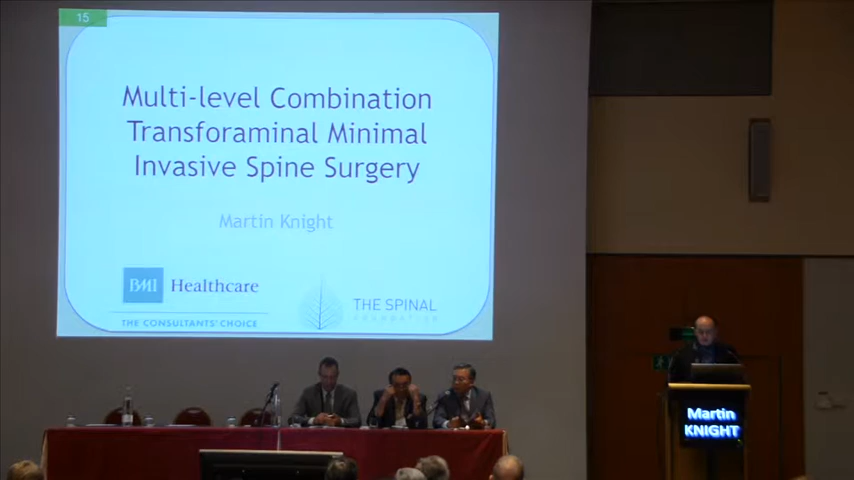 15
Multi-level Combination
Transforaminal Minimal
Invasive Spine Surgery
Martin Knight
BMI Healthcare
THE CONSULTANTS' CHOICE
THE SPINAL
FOUNDATION
Martin
KNIGHT